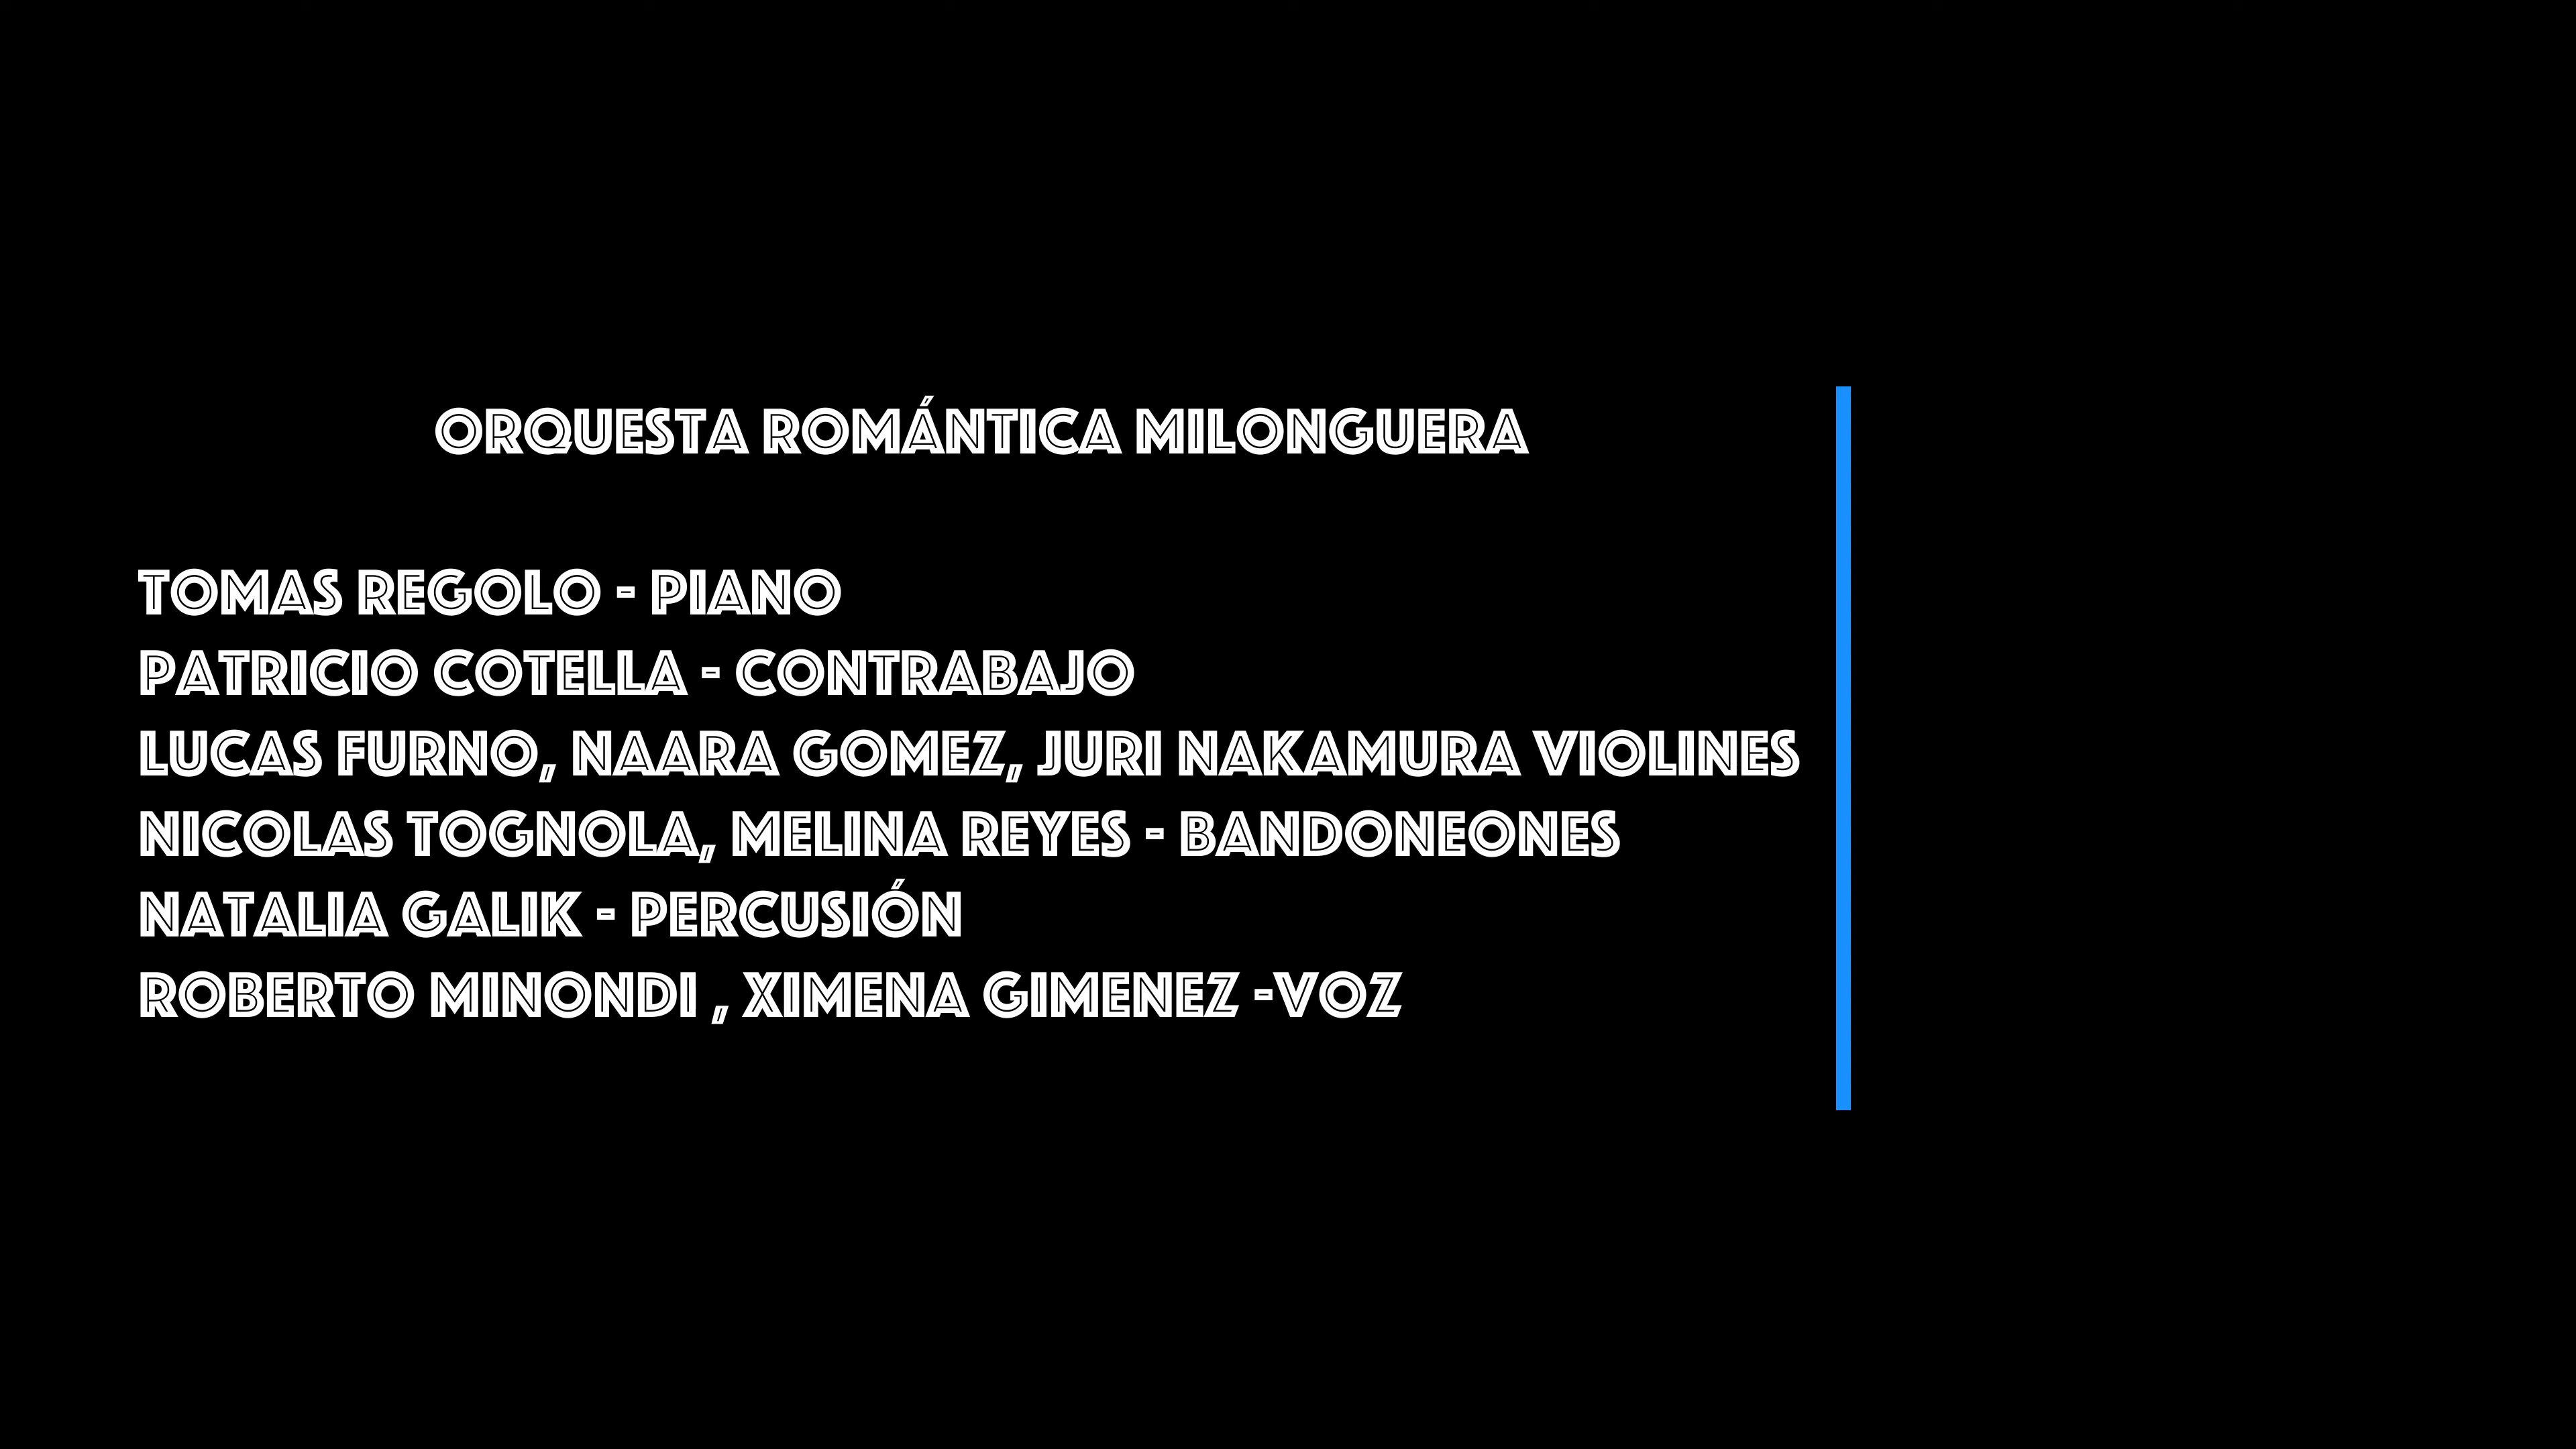 ORQUESTA ROMÁNTICA MILONGUERA
TOMAS REGOLO - PIANO
PATRICIO COTELLA - CONTRABAJO
LUCAS FURNO, NAARA GOMEZ, JURI NAKAMURA VIOLINES
NICOLAS TOGNOLA, MELINA REYES - BANDONEONES
NATALIA GALIK - PERCUSIÓN
ROBERTO MINONDI , XIMENA GIMENEZ -VOZ